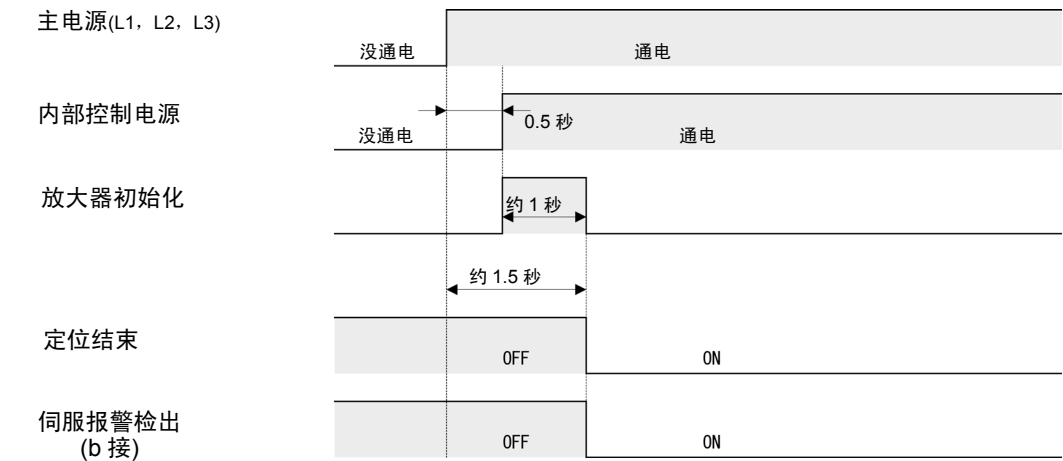 主电源(L1，L2，L3)
没通电 通电
内部控制电源
0.5 秒
没通电 通电
放大器初始化
约 1 秒
约 1.5 秒
定位结束
OFF ON
伺服报警检出
(b 接)
OFF ON